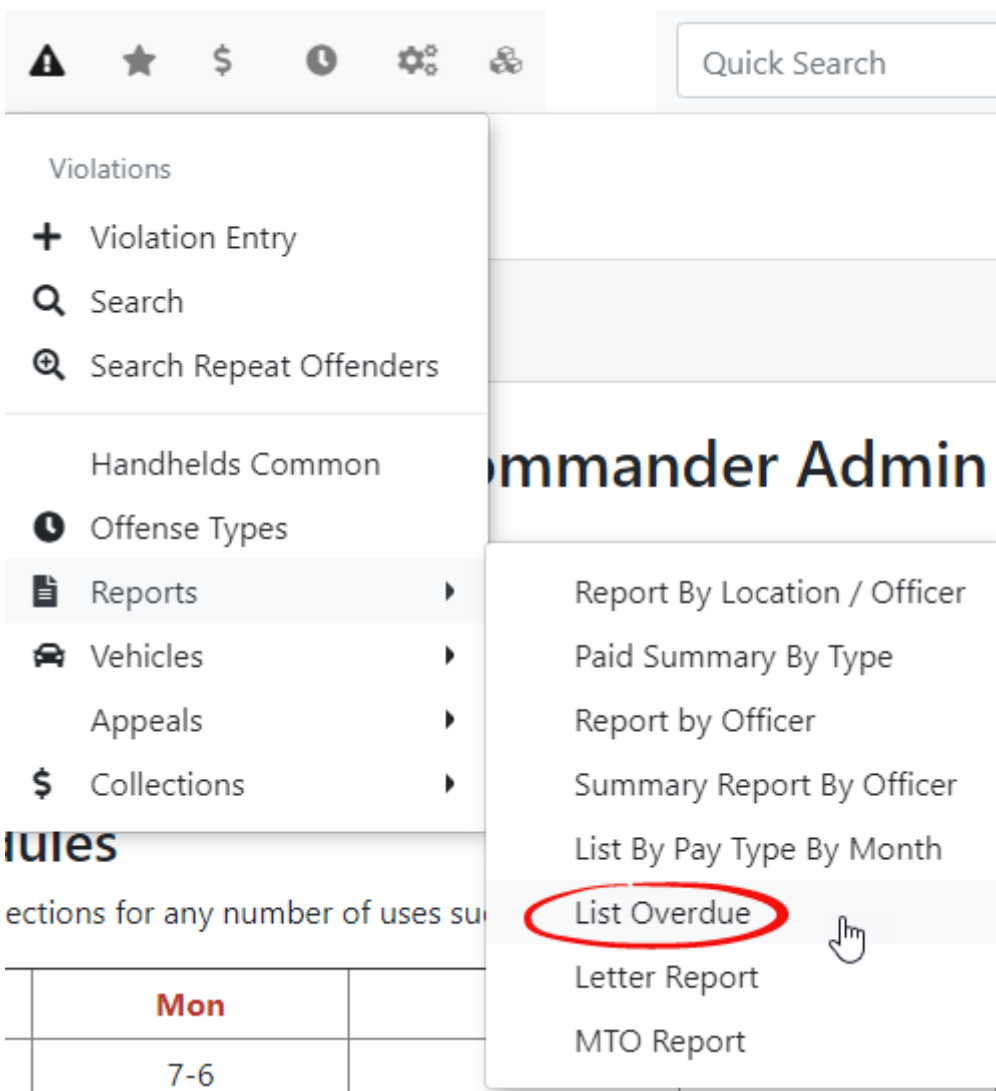 Quick Search
Violations
Violation Entry
Search
Search Repeat Offenders
Handhelds Common
Offense Types
Reports
Vehicles
Appeals
$ Collections
ommander Admin
Report By Location / Officer
Paid Summary By Type
Report by Officer
Summary Report By Officer
List By Pay Type By Month
List Overdue
Letter Report
MTO Report
dules
ections for any number of uses su
Mon
7-6